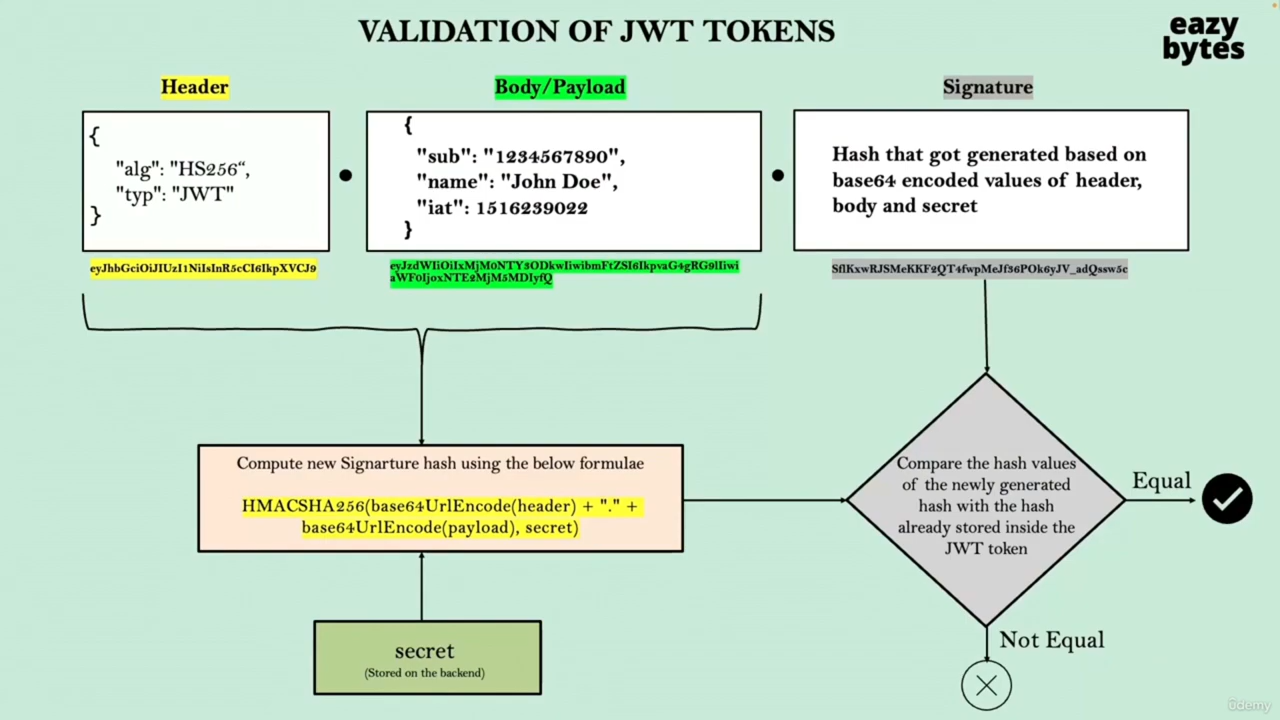 VALIDATION OF JWT TOKENS
eazy
bytes
Header
Body/Payload
Signature
{
"alg": "HS256“,
"typ": "JWT"
}
{
"sub": "1234567890",
"name": "John Doe",
"iat": 1516239022
}
Hash that got generated based on
base64 encoded values of header,
body and secret
eyJhbGciOiJIUzI1NiIsInR5cCI6IkpXVCJ9
eyJzdWIiOiIxMjM0NTY3ODkwIiwibmFtZSI6IkpvaG4gRG9lIiwi
aWF0IjoxNTE2MjM5MDIyfQ
SflKxwRJSMeKKF2QT4fwpMeJf36POk6yJV_adQssw5c
Compute new Signarture hash using the below formulae
HMACSHA256(base64UrlEncode(header) + "." +
base64UrlEncode(payload), secret)
secret
(Stored on the backend)
Compare the hash values
of the newly generated
hash with the hash
already stored inside the
JWT token
Equal
Not Equal
ûdemy